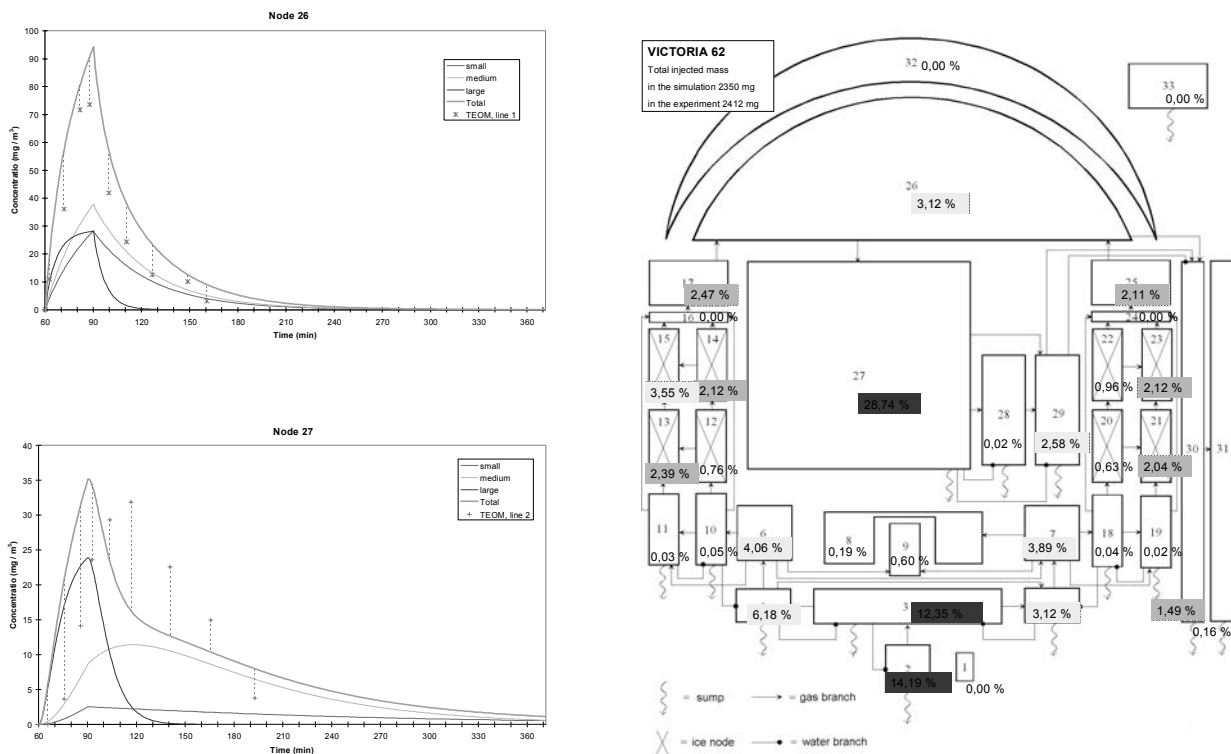 Node 26
100
90
80
70
60
50
40
30
20
10
0
60 90 120 150 180 210 240 270 300 330 360
Concentratio (mg / m³)
Time (min)
small
medium
large
Total
TEOM, line 1
Node 27
40
35
30
25
20
15
10
5
0
60 90 120 150 180 210 240 270 300 330 360
Concentratio (mg / m³)
Time (min)
small
medium
large
Total
TEOM, line 2
VICTORIA 62
Total injected mass
in the simulation 2350 mg
in the experiment 2412 mg
32 0,00 %
33
0,00 %
26
3,12 %
17
2,47 %
16 0,00 %
25
2,11 %
24 0,00 %
15
3,55 %
14
2,12 %
13
2,39 %
12
0,76 %
27
28,74 %
28
0,02 %
29
2,58 %
22
0,96 %
23
2,12 %
20
0,63 %
21
2,04 %
30
1,49 %
31
0,16 %
11
0,03 %
10
0,05 %
6
4,06 %
8
0,19 %
9
0,60 %
7
3,89 %
18
0,04 %
19
0,02 %
6,18 %
3
12,35 %
3,12 %
2
14,19 %
1
0,00 %
= sump
= gas branch
= ice node
= water branch